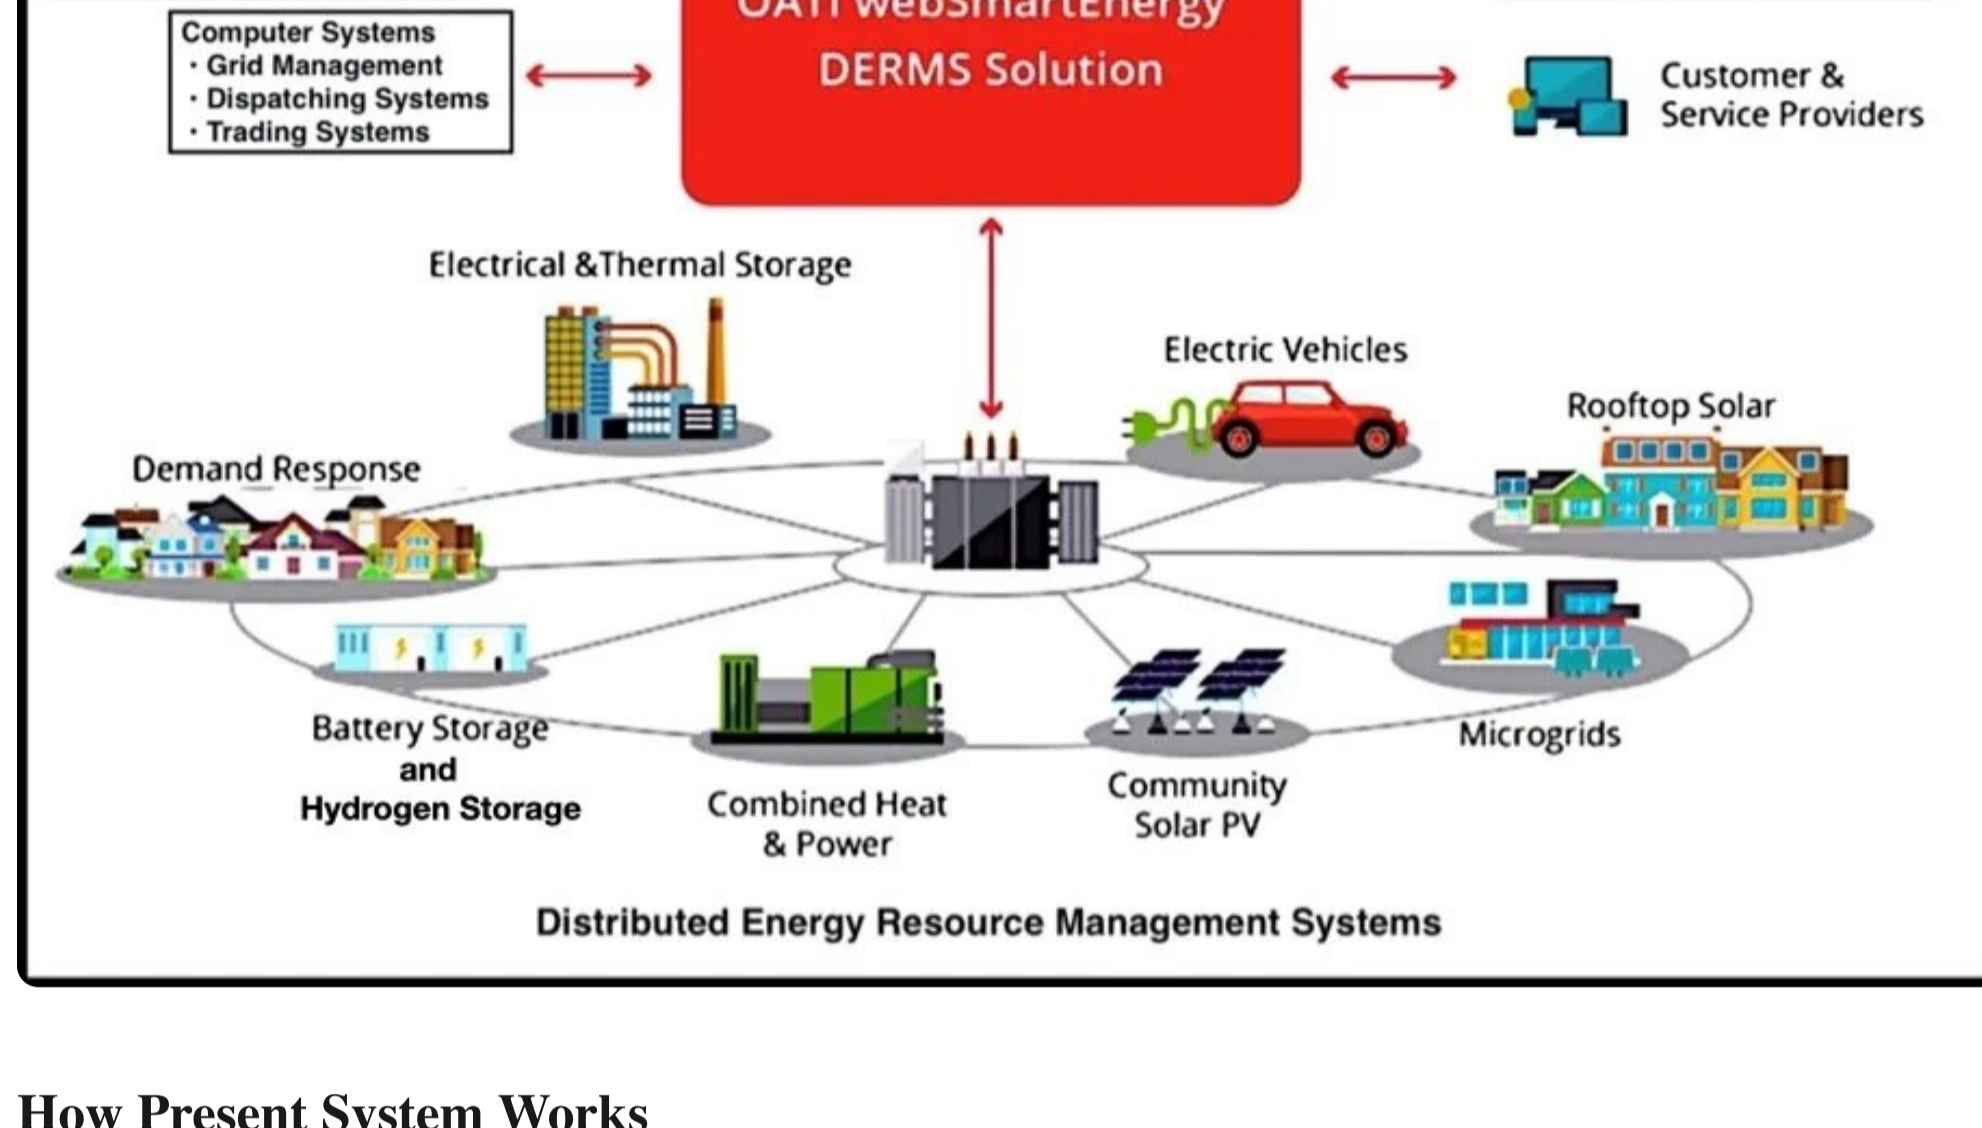 OATI webSmartEnergy
DERMS Solution
Computer Systems
· Grid Management
· Dispatching Systems
· Trading Systems
Customer &
Service Providers
Electrical &Thermal Storage
Electric Vehicles
Rooftop Solar
Demand Response
Battery Storage
and
Hydrogen Storage
Combined Heat
& Power
Community
Solar PV
Microgrids
Distributed Energy Resource Management Systems
How Present System Works